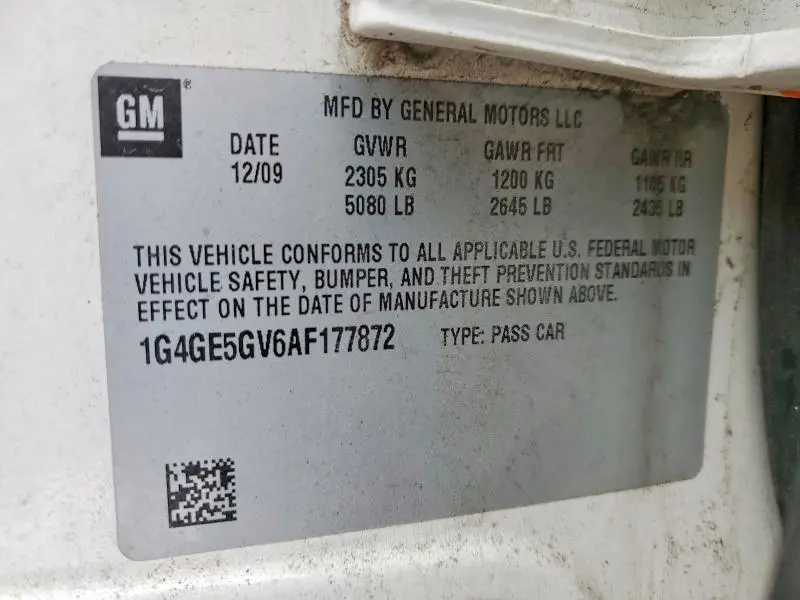 GM ®
MFD BY GENERAL MOTORS LLC
DATE GVWR GAWR FRT GAWR RR
12/09 2305 KG 1200 KG 1105 KG
5080 LB 2645 LB 2435 LB
THIS VEHICLE CONFORMS TO ALL APPLICABLE U.S. FEDERAL MOTOR
VEHICLE SAFETY, BUMPER, AND THEFT PREVENTION STANDARDS IN
EFFECT ON THE DATE OF MANUFACTURE SHOWN ABOVE.
1G4GE5GV6AF177872 TYPE: PASS CAR